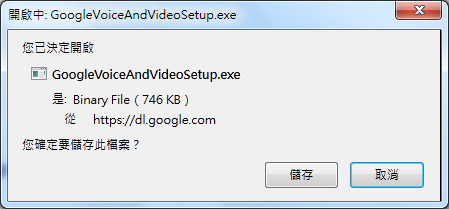 開啟中: GoogleVoiceAndVideoSetup.exe
您已決定開啟
GoogleVoiceAndVideoSetup.exe
是: Binary File ( 746 KB )
從 https://dl.google.com
您確定要儲存此檔案？
儲存 取消